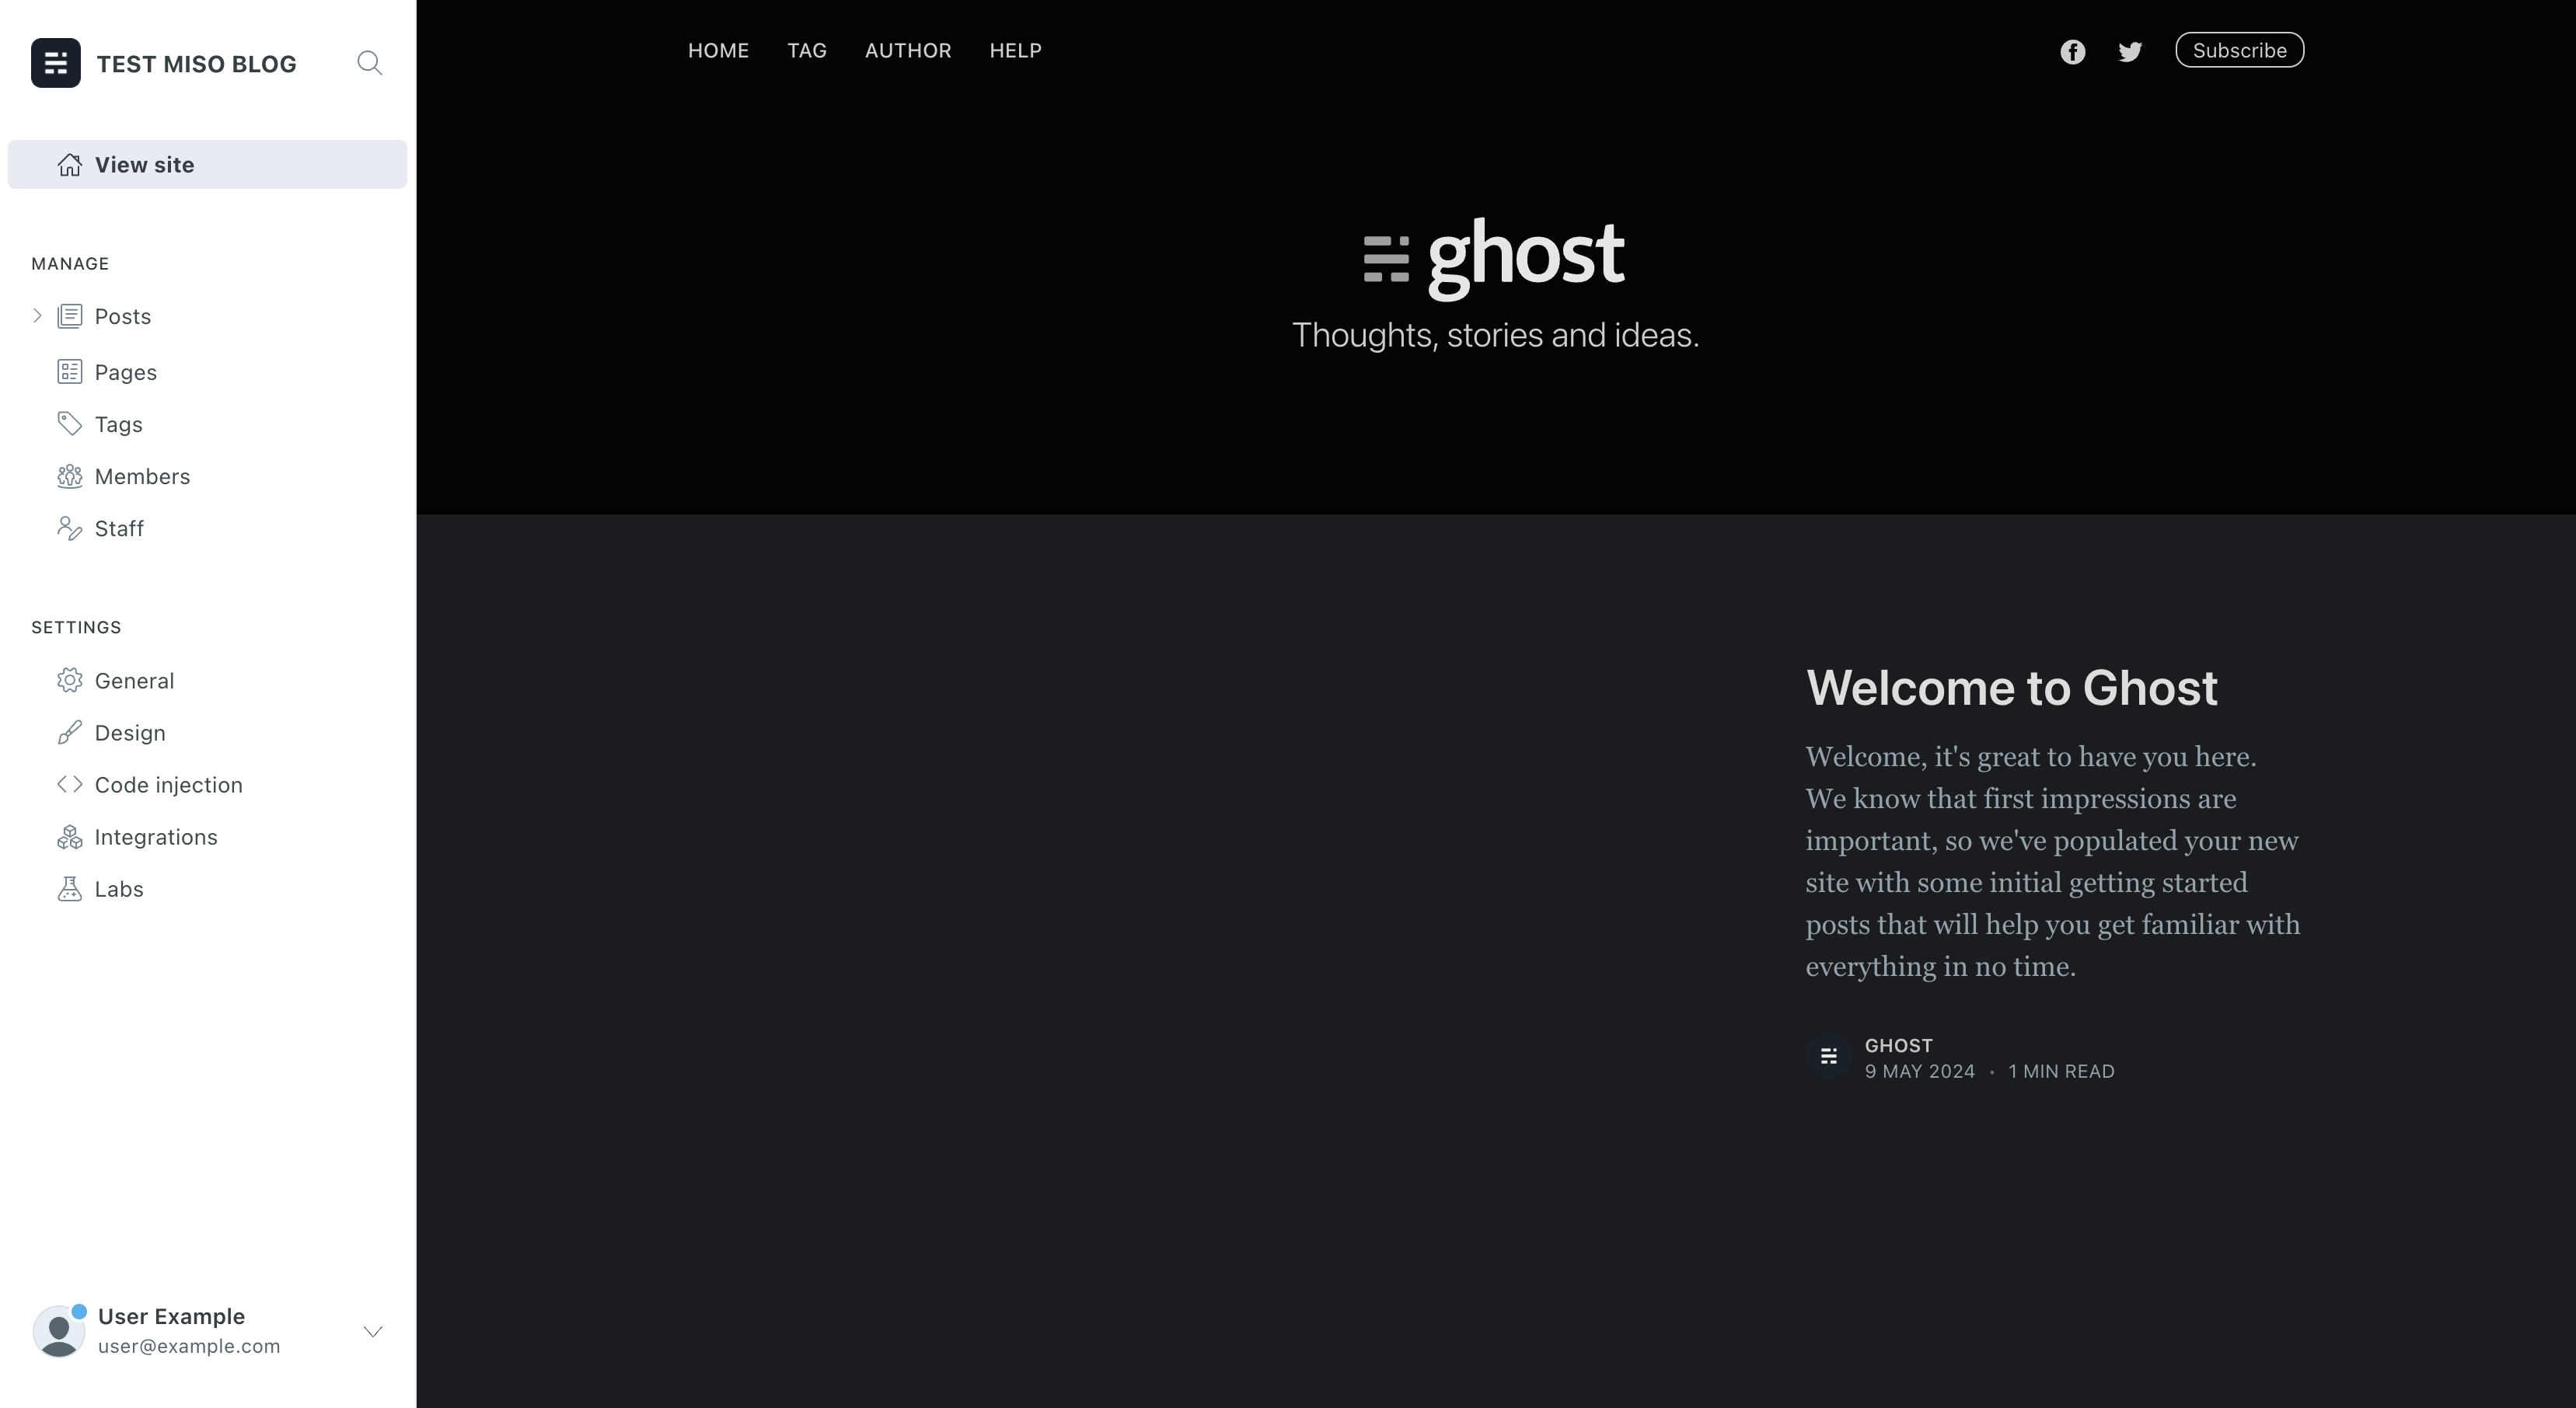 TEST MISO BLOG
View site
MANAGE
Posts
Pages
Tags
Members
Staff
SETTINGS
General
Design
Code injection
Integrations
Labs
User Example
user@example.com
HOME TAG AUTHOR HELP
Subscribe
ghost
Thoughts, stories and ideas.
Welcome to Ghost
Welcome, it's great to have you here.
We know that first impressions are
important, so we've populated your new
site with some initial getting started
posts that will help you get familiar with
everything in no time.
GHOST
9 MAY 2024 • 1 MIN READ